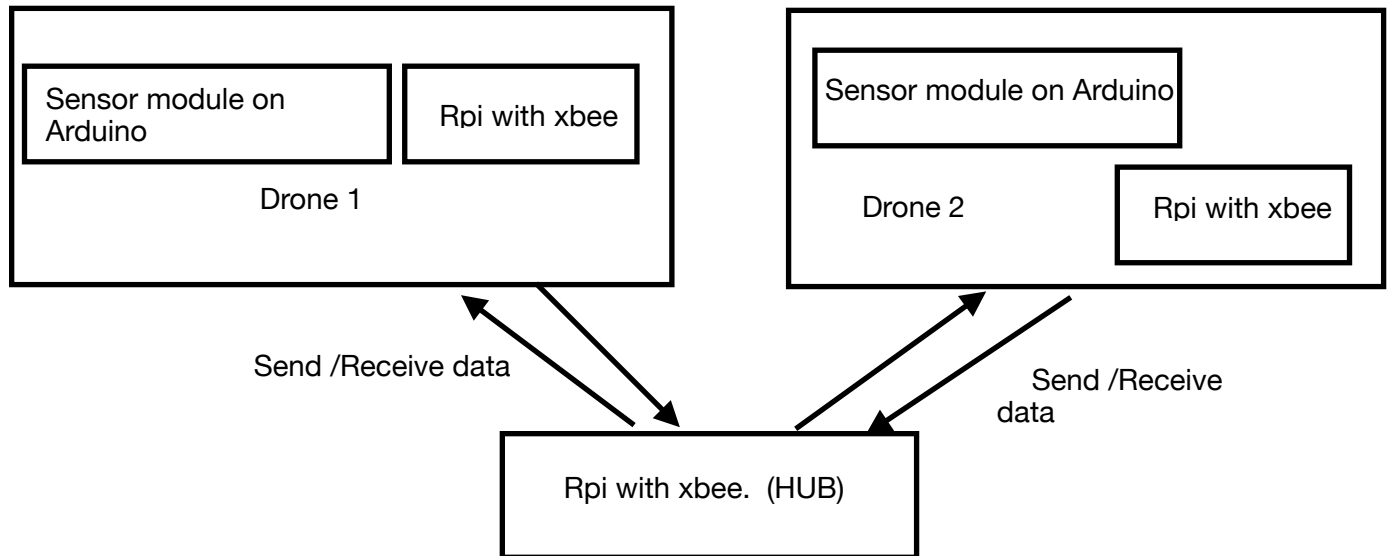 Sensor module on
Arduino
Rpi with xbee
Drone 1
Sensor module on Arduino
Drone 2
Rpi with xbee
Send /Receive data
Send /Receive
data
Rpi with xbee.  (HUB)